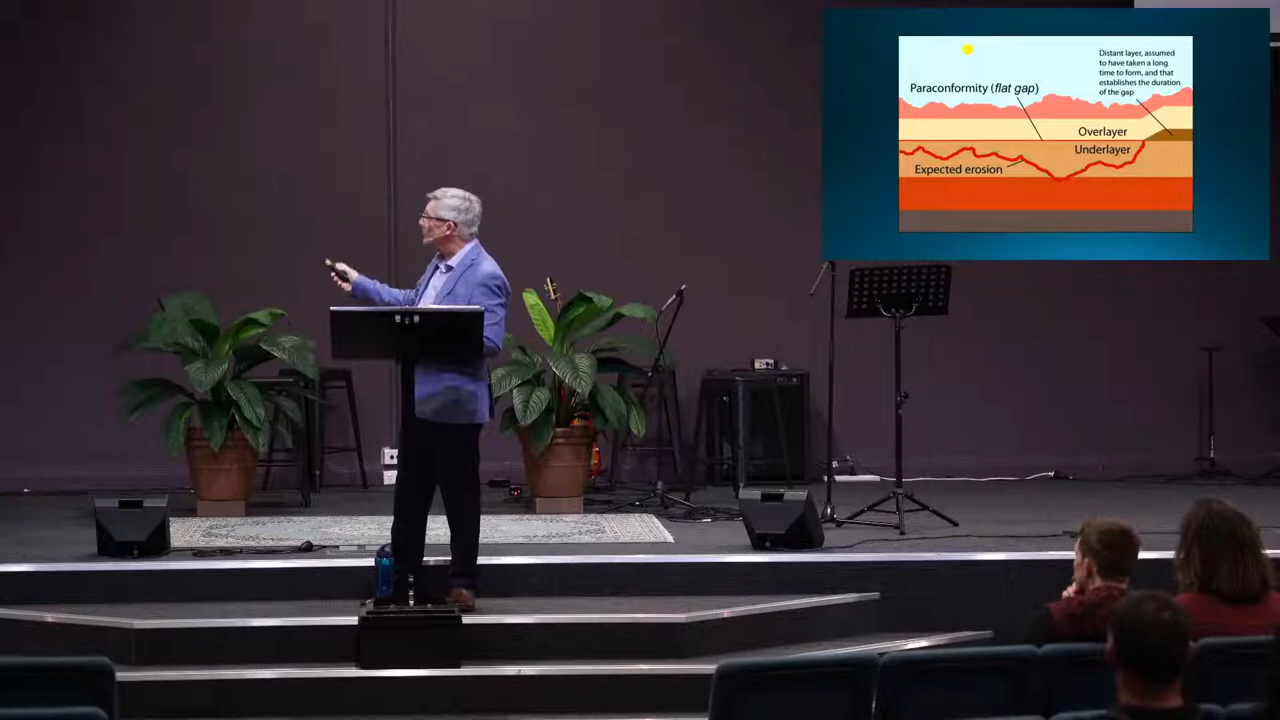 Distant layer, assumed
to have taken a long
time to form, and that
establishes the duration
of the gap
Paraconformity (flat gap)
Overlayer
Underlayer
Expected erosion